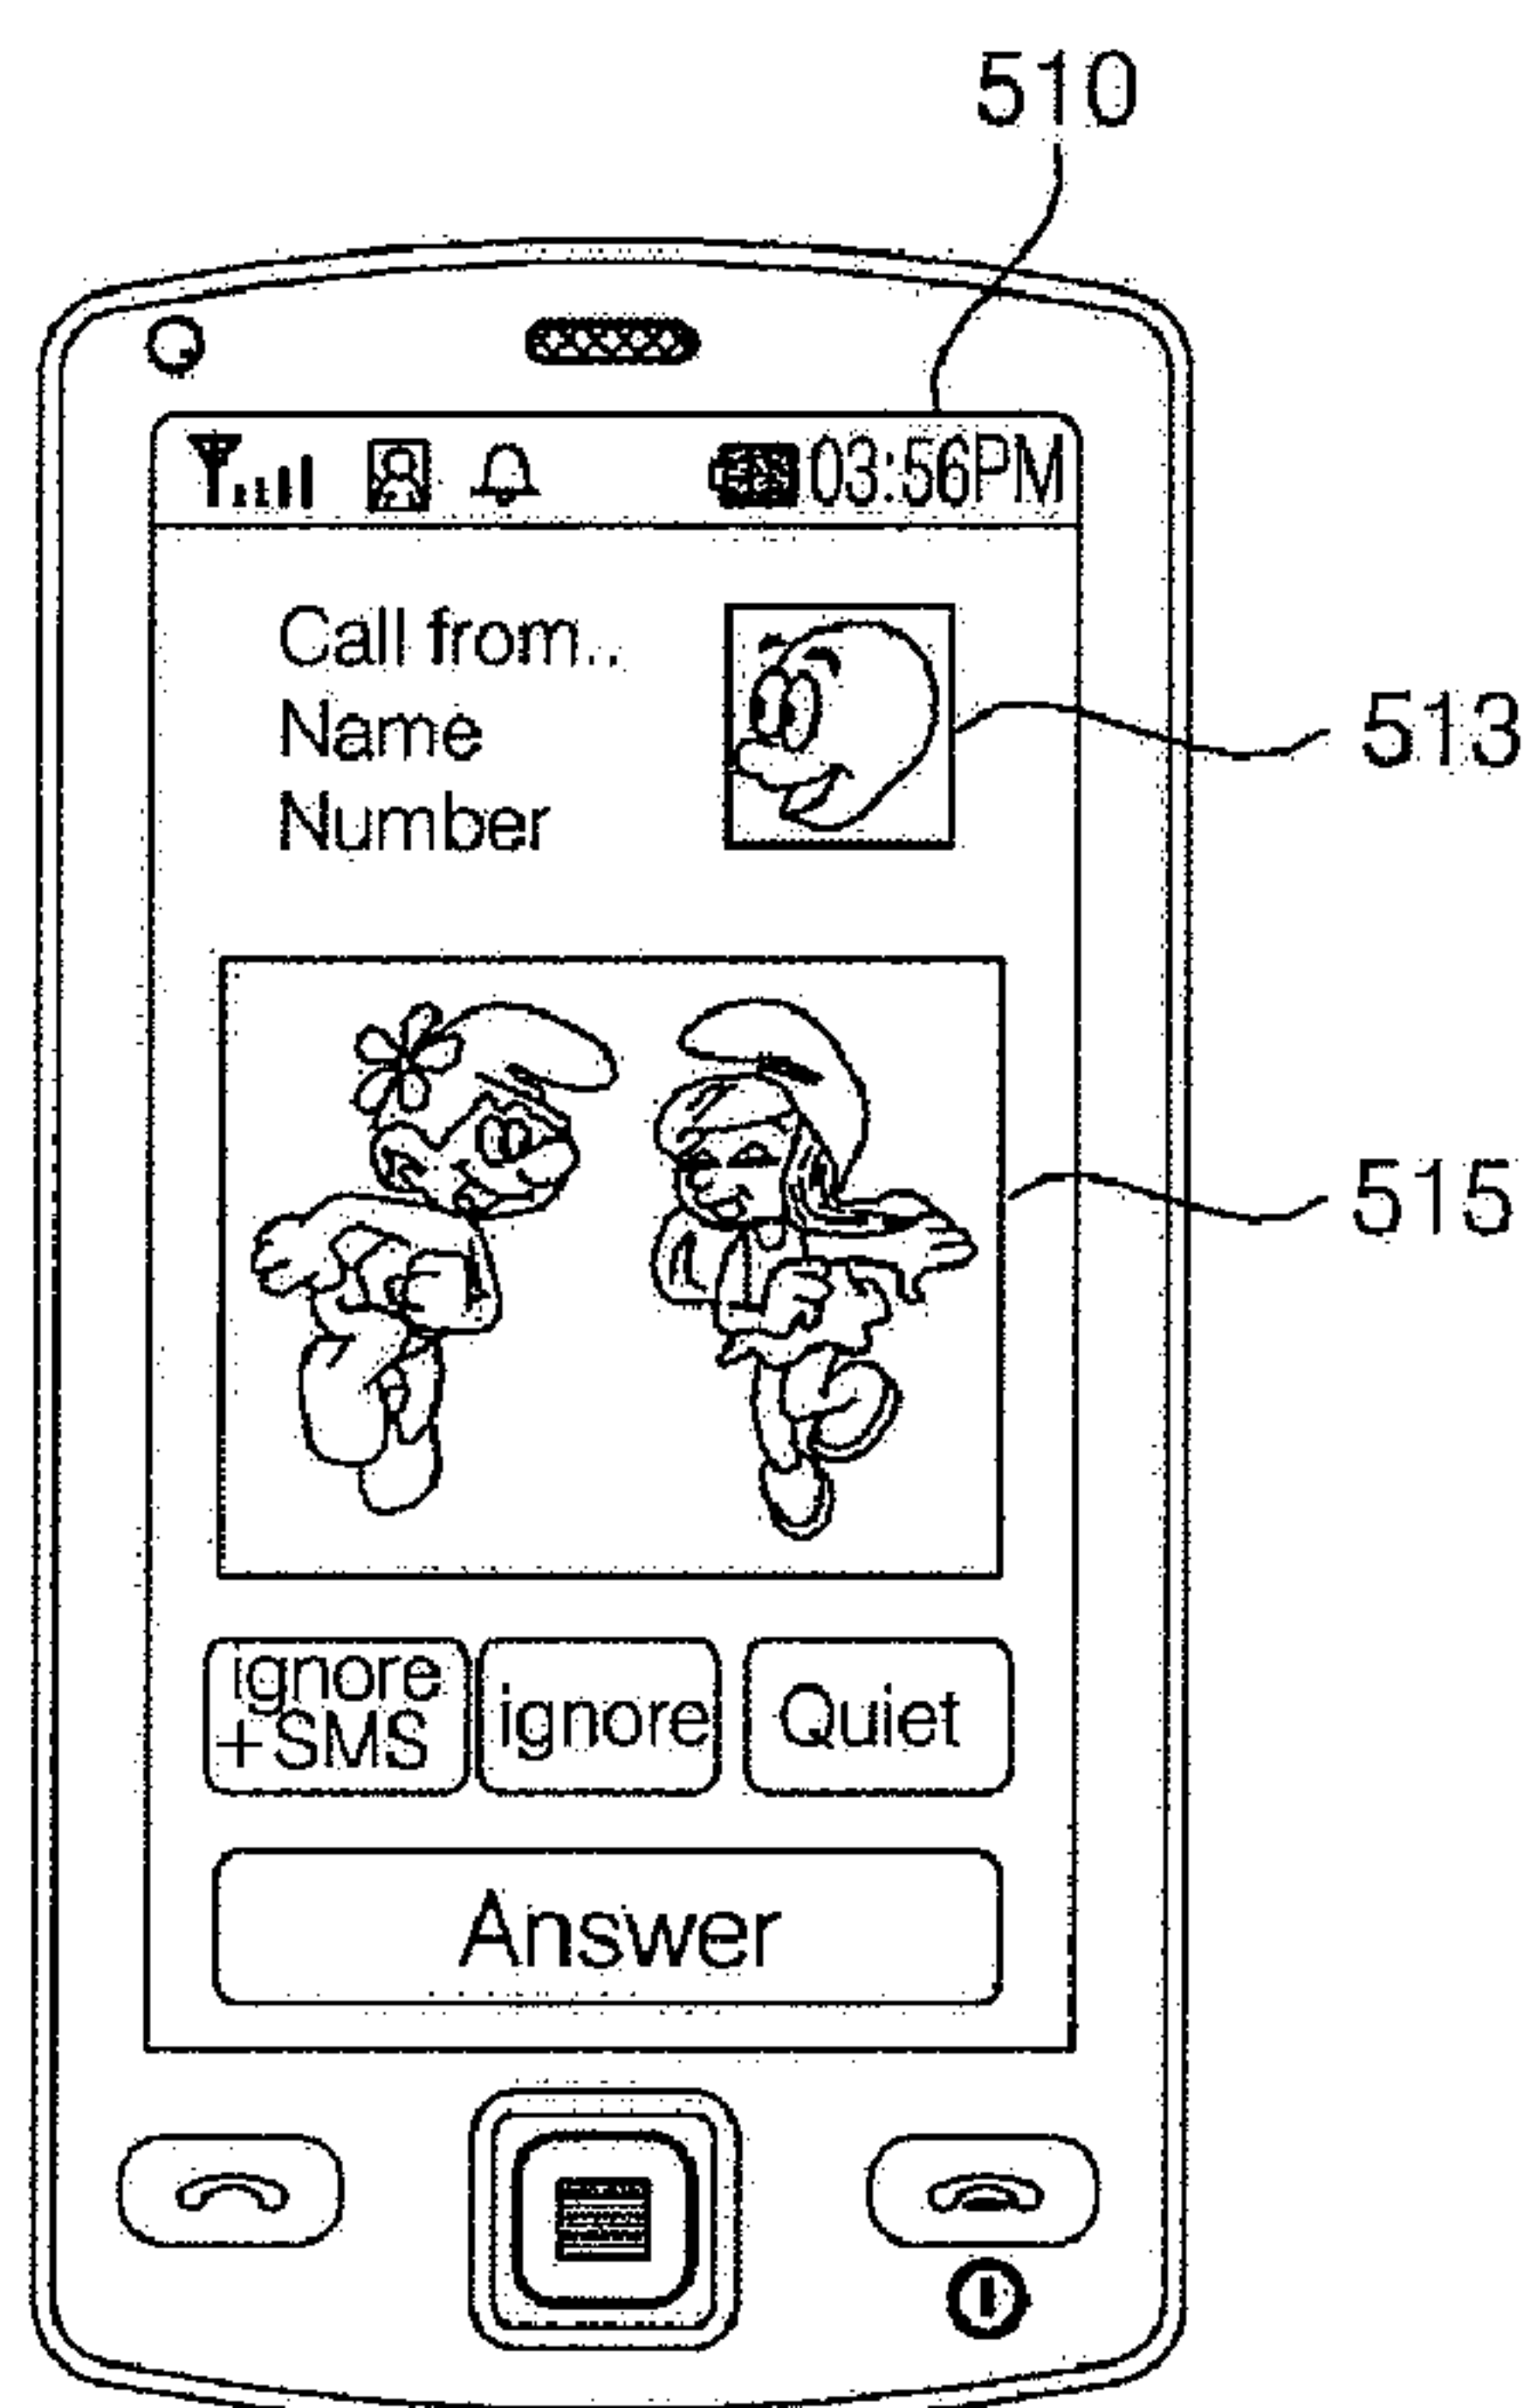 510
03:56PM
Call from..
Name
Number
513
515
ignore
+SMS
ignore
Quiet
Answer